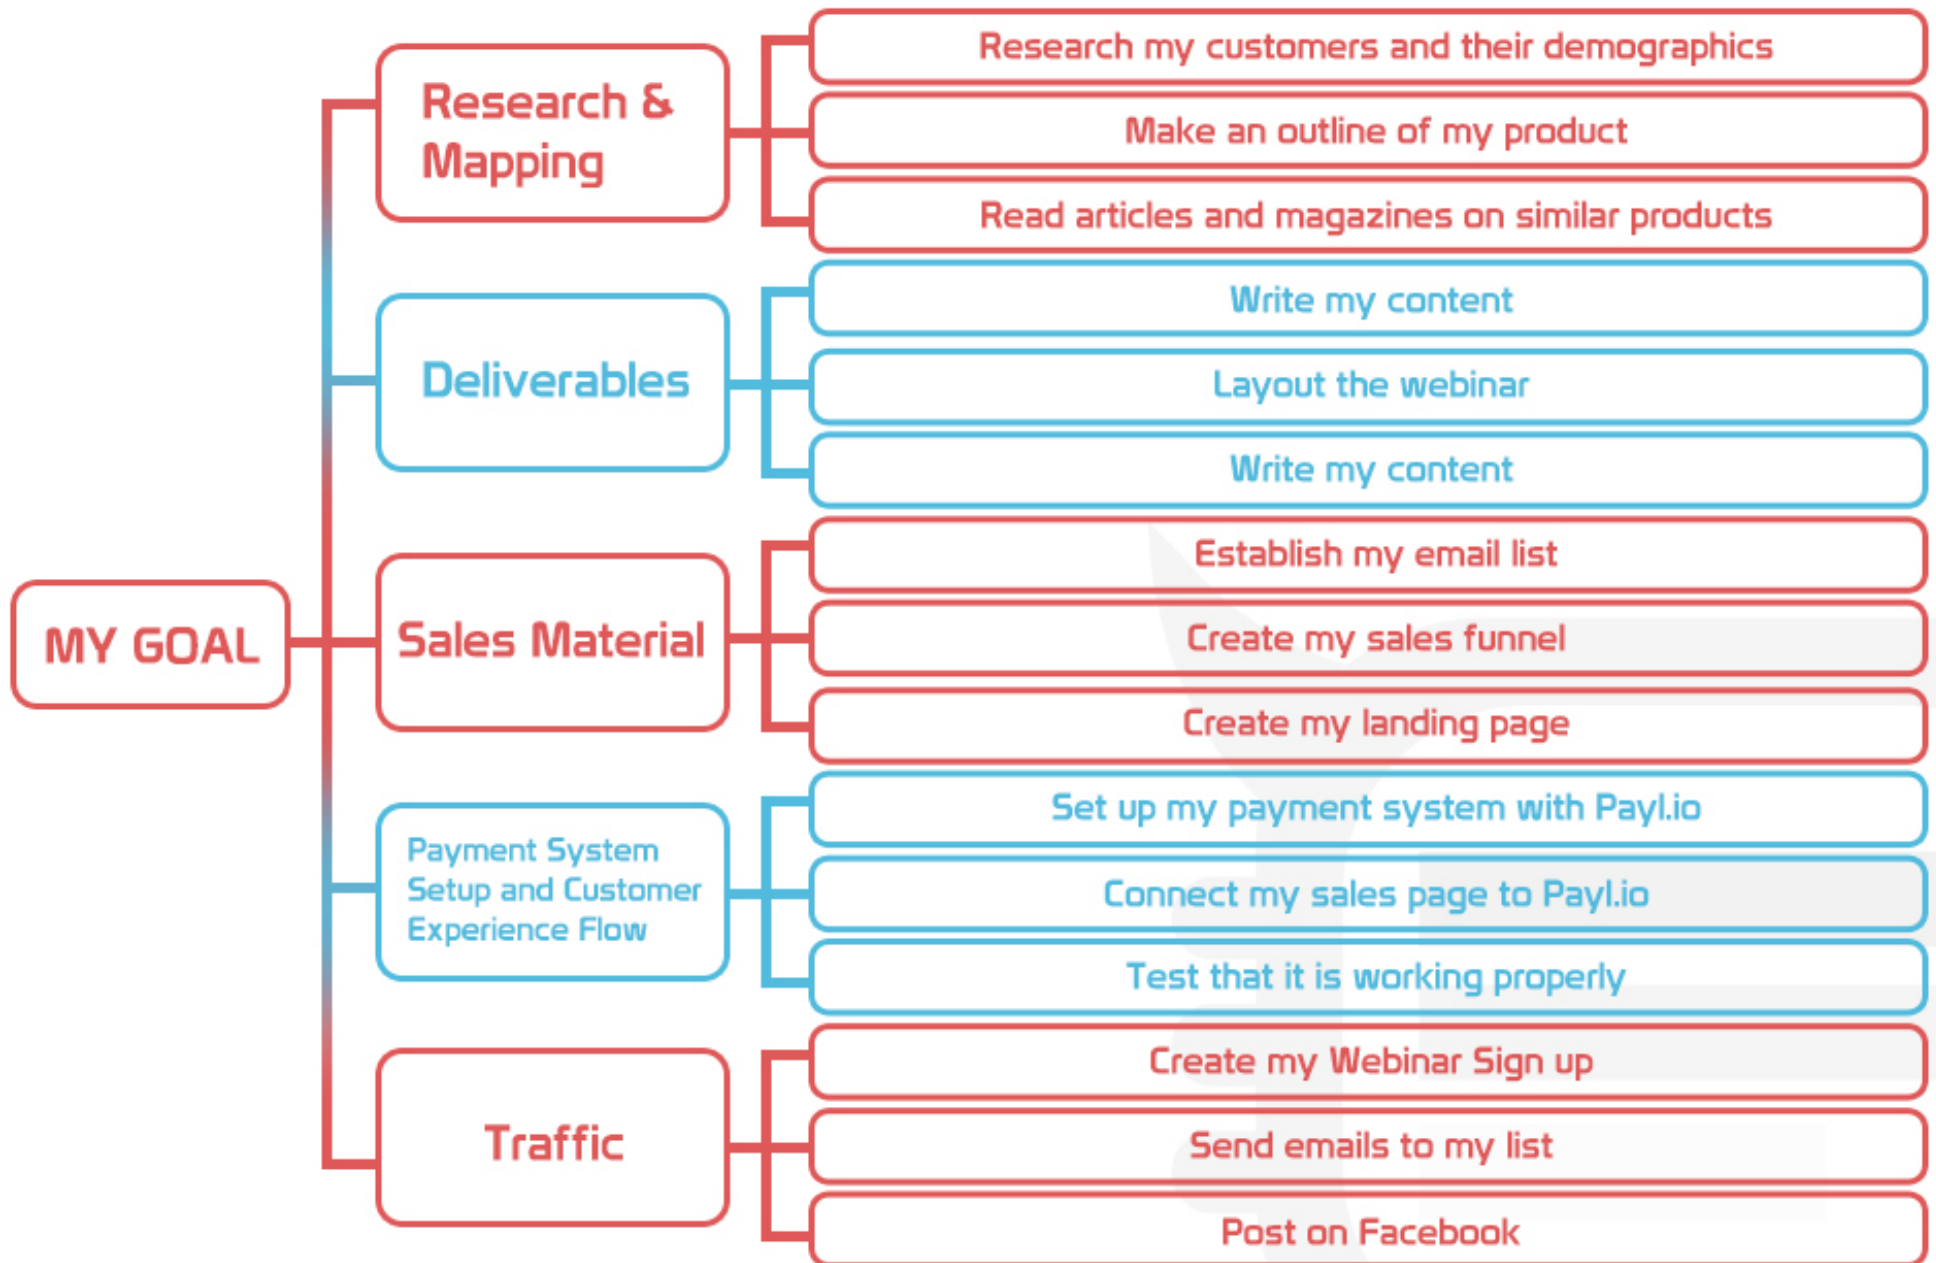 MY GOAL
Research &
Mapping
Research my customers and their demographics
Make an outline of my product
Read articles and magazines on similar products
Deliverables
Write my content
Layout the webinar
Write my content
Sales Material
Establish my email list
Create my sales funnel
Create my landing page
Payment System
Setup and Customer
Experience Flow
Set up my payment system with Payl.io
Connect my sales page to Payl.io
Test that it is working properly
Traffic
Create my Webinar Sign up
Send emails to my list
Post on Facebook